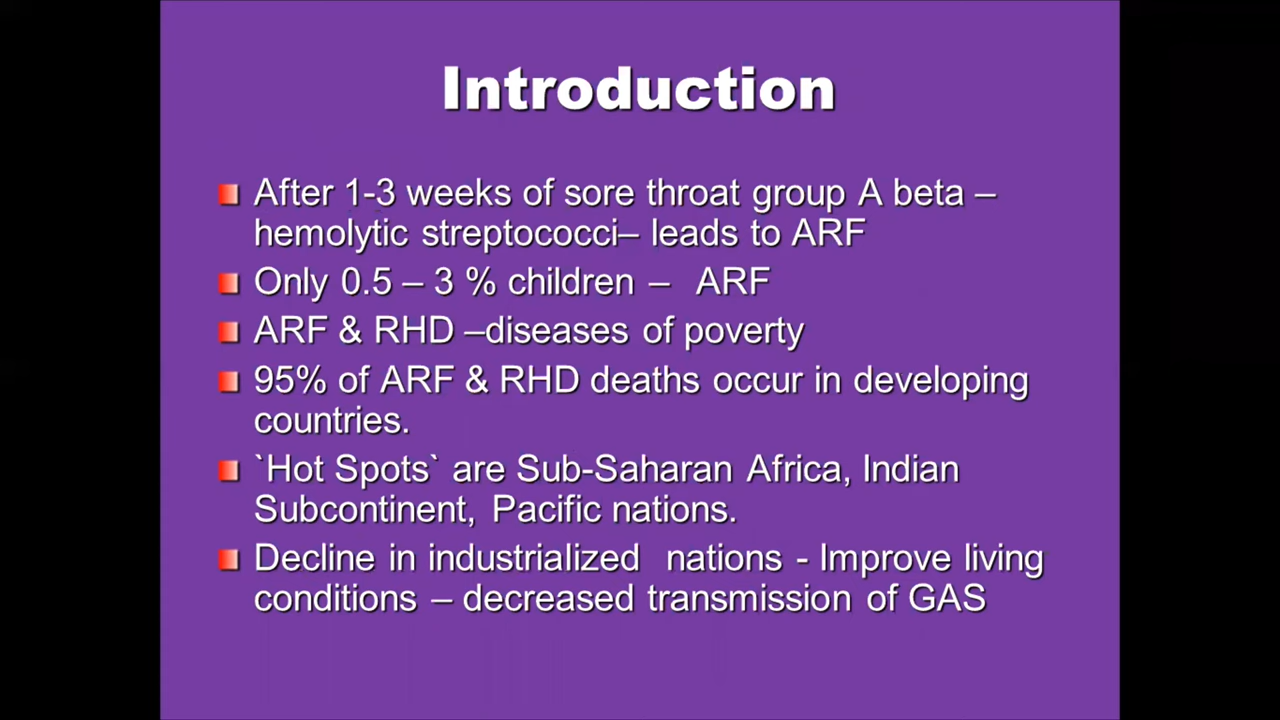 Introduction
After 1-3 weeks of sore throat group A beta –
hemolytic streptococci– leads to ARF
Only 0.5 – 3 % children – ARF
ARF & RHD –diseases of poverty
95% of ARF & RHD deaths occur in developing
countries.
`Hot Spots` are Sub-Saharan Africa, Indian
Subcontinent, Pacific nations.
Decline in industrialized nations - Improve living
conditions – decreased transmission of GAS